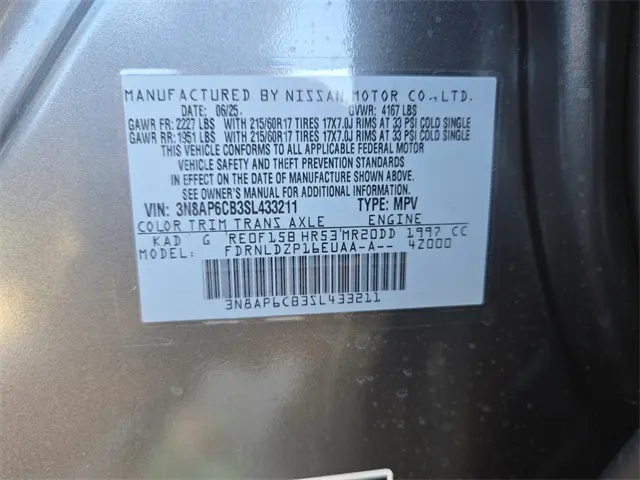 MANUFACTURED BY NISSAN MOTOR CO.,LTD.
DATE: 06/25 GVWR: 4167 LBS
GAWR FR: 2227 LBS WITH 215/60R17 TIRES 17X7.0J RIMS AT 33 PSI COLD SINGLE
GAWR RR: 1951 LBS WITH 215/60R17 TIRES 17X7.0J RIMS AT 33 PSI COLD SINGLE
THIS VEHICLE CONFORMS TO ALL APPLICABLE FEDERAL MOTOR
VEHICLE SAFETY AND THEFT PREVENTION STANDARDS
IN EFFECT ON THE DATE OF MANUFACTURE SHOWN ABOVE.
SEE OWNER'S MANUAL FOR ADDITIONAL INFORMATION.
VIN: 3N8AP6CB3SL433211 TYPE: MPV
COLOR TRIM TRANS AXLE ENGINE
KAD G RE0F15B HR53 MR20DD 1997 CC
MODEL: FDRNLDZP16EUAA-A-- 4Z000
3N8AP6CB3SL433211